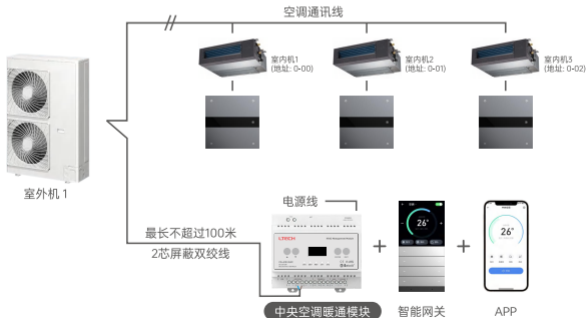 空调通讯线
室内机1
(地址: 0-00)
室内机2
(地址: 0-01)
室内机3
(地址: 0-02)
室外机 1
电源线
最长不超过100米
2芯屏蔽双绞线
26°
26°
中央空调暖通模块
智能网关
APP